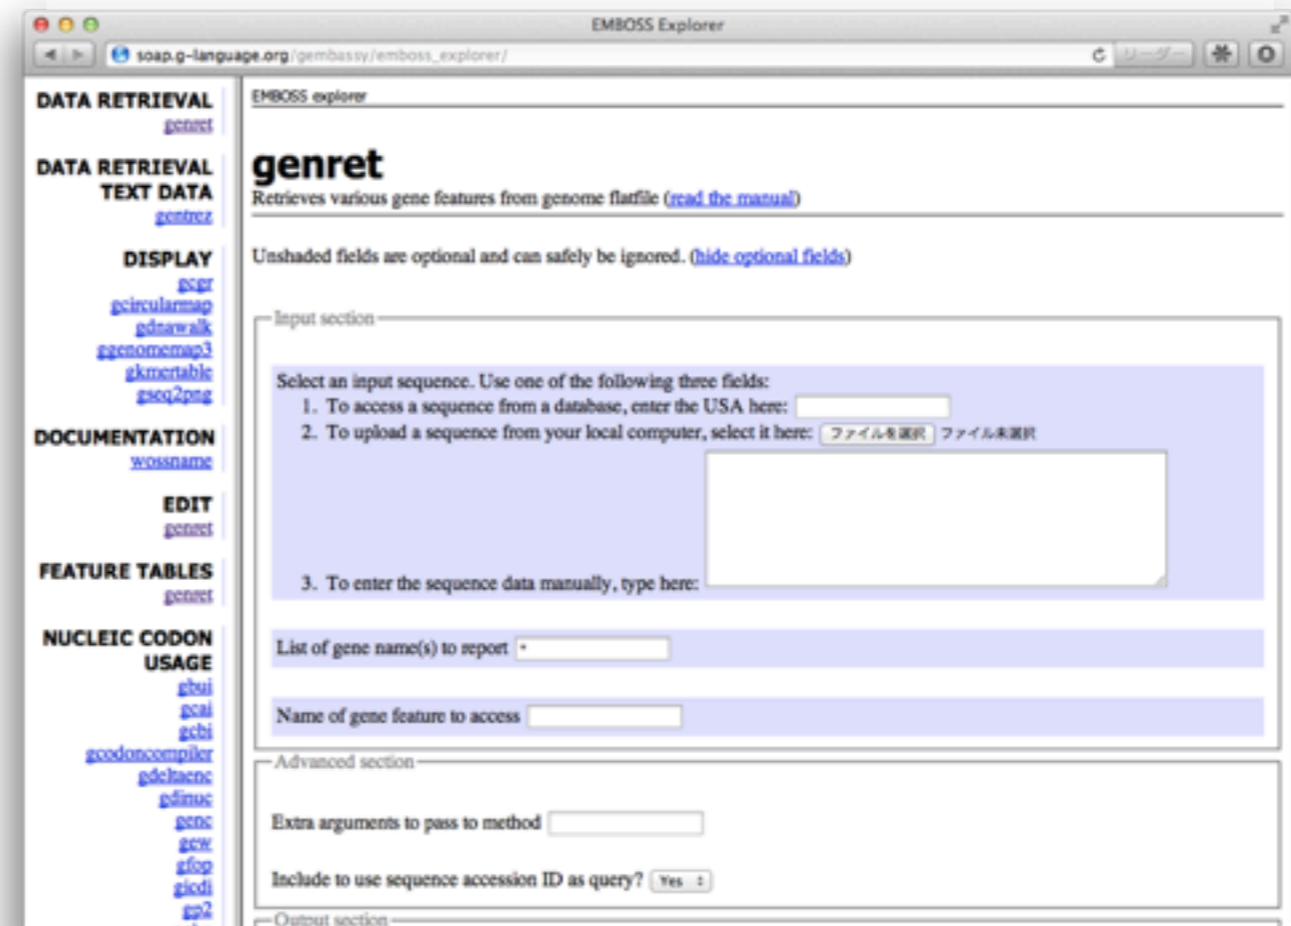 EMBOSS Explorer
soap.g-language.org/gembassy/emboss_explorer/
リーダー
DATA RETRIEVAL
genret
DATA RETRIEVAL
TEXT DATA
gentrez
DISPLAY
gcgr
gcircularmap
gdnawalk
ggenomemap3
gkmertable
gseq2png
DOCUMENTATION
wossname
EDIT
genret
FEATURE TABLES
genret
NUCLEIC CODON
USAGE
gbui
gcai
gcbi
gcodoncompiler
gdeltaenc
gdinuc
genc
gew
gfop
gicdi
gp2
EMBOSS explorer
genret
Retrieves various gene features from genome flatfile (read the manual)
Unshaded fields are optional and can safely be ignored. (hide optional fields)
Input section
Select an input sequence. Use one of the following three fields:
1. To access a sequence from a database, enter the USA here:
2. To upload a sequence from your local computer, select it here: ファイルを選択 ファイル未選択
3. To enter the sequence data manually, type here:
List of gene name(s) to report *
Name of gene feature to access
Advanced section
Extra arguments to pass to method
Include to use sequence accession ID as query? Yes
Output section